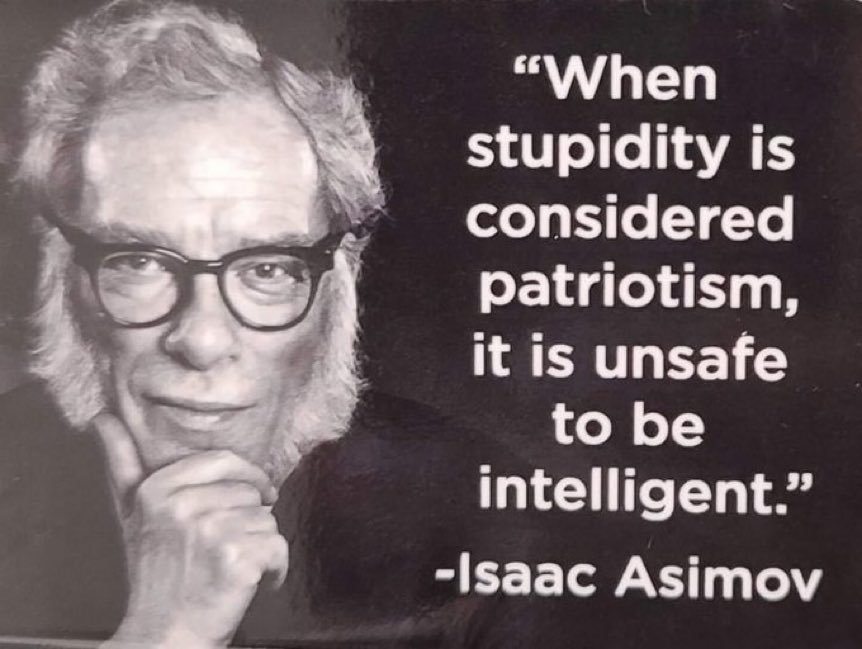 “When
stupidity is
considered
patriotism,
it is unsafe
to be
intelligent.”
-Isaac Asimov